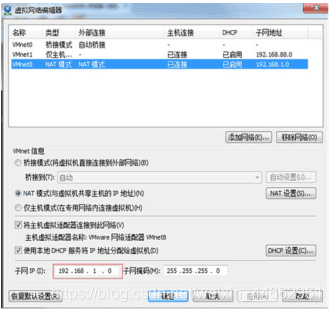 虚拟网络编辑器
名称 类型 外部连接 主机连接 DHCP 子网地址
VMnet0 桥接模式 自动桥接 - -
VMnet1 仅主机... - 已连接 已启用 192.168.88.0
VMnet8 NAT 模式 NAT 模式 已连接 已启用 192.168.1.0
添加网络(E)... 移除网络(O)
VMnet 信息
桥接模式(将虚拟机直接连接到外部网络)(B)
桥接到(T): 自动 自动设置(U)...
NAT 模式(与虚拟机共享主机的 IP 地址)(N) NAT 设置(S)...
仅主机模式(在专用网络内连接虚拟机)(H)
将主机虚拟适配器连接到此网络(V)
主机虚拟适配器名称: VMware 网络适配器 VMnet8
使用本地 DHCP 服务将 IP 地址分配给虚拟机(D) DHCP 设置(P)...
子网 IP (I): 192 . 168 . 1 . 0 子网掩码(M): 255 . 255 . 255 . 0
恢复默认设置(R) 确定 取消 应用(A) 帮助